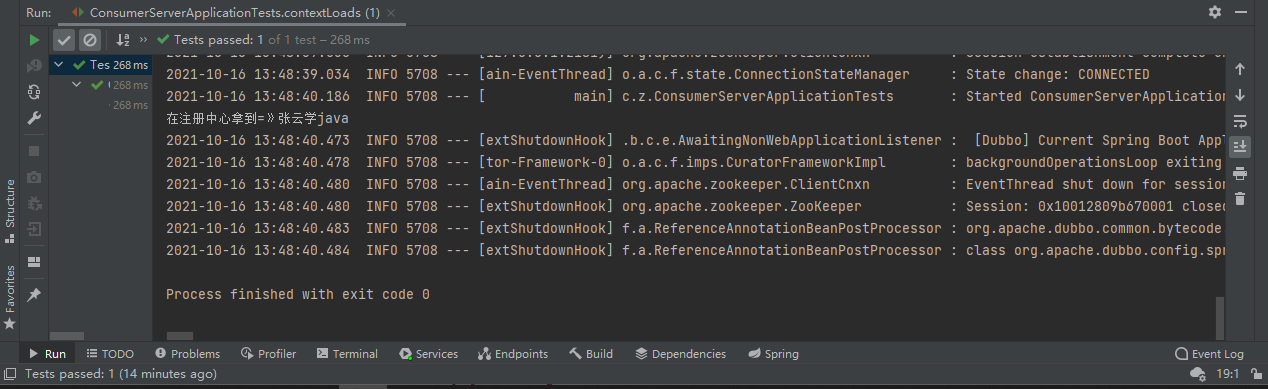 Run: ConsumerServerApplicationTests.contextLoads (1)
Tests passed: 1 of 1 test – 268 ms
Tes 268 ms
268 ms
268 ms
2021-10-16 13:48:39.034 INFO 5708 --- [ain-EventThread] o.a.c.f.state.ConnectionStateManager : State change: CONNECTED
2021-10-16 13:48:40.186 INFO 5708 --- [ main] c.z.ConsumerServerApplicationTests : Started ConsumerServerApplication
在注册中心拿到=》张云学java
2021-10-16 13:48:40.473 INFO 5708 --- [extShutdownHook] .b.c.e.AwaitingNonWebApplicationListener : [Dubbo] Current Spring Boot Appl
2021-10-16 13:48:40.478 INFO 5708 --- [tor-Framework-0] o.a.c.f.imps.CuratorFrameworkImpl : backgroundOperationsLoop exiting
2021-10-16 13:48:40.480 INFO 5708 --- [ain-EventThread] org.apache.zookeeper.ClientCnxn : EventThread shut down for session
2021-10-16 13:48:40.480 INFO 5708 --- [extShutdownHook] org.apache.zookeeper.ZooKeeper : Session: 0x10012809b670001 closed
2021-10-16 13:48:40.483 INFO 5708 --- [extShutdownHook] f.a.ReferenceAnnotationBeanPostProcessor : org.apache.dubbo.common.bytecode
2021-10-16 13:48:40.484 INFO 5708 --- [extShutdownHook] f.a.ReferenceAnnotationBeanPostProcessor : class org.apache.dubbo.config.spr
Process finished with exit code 0
Structure
Favorites
Run TODO Problems Profiler Terminal Services Endpoints Build Dependencies Spring Event Log
Tests passed: 1 (14 minutes ago) 19:1